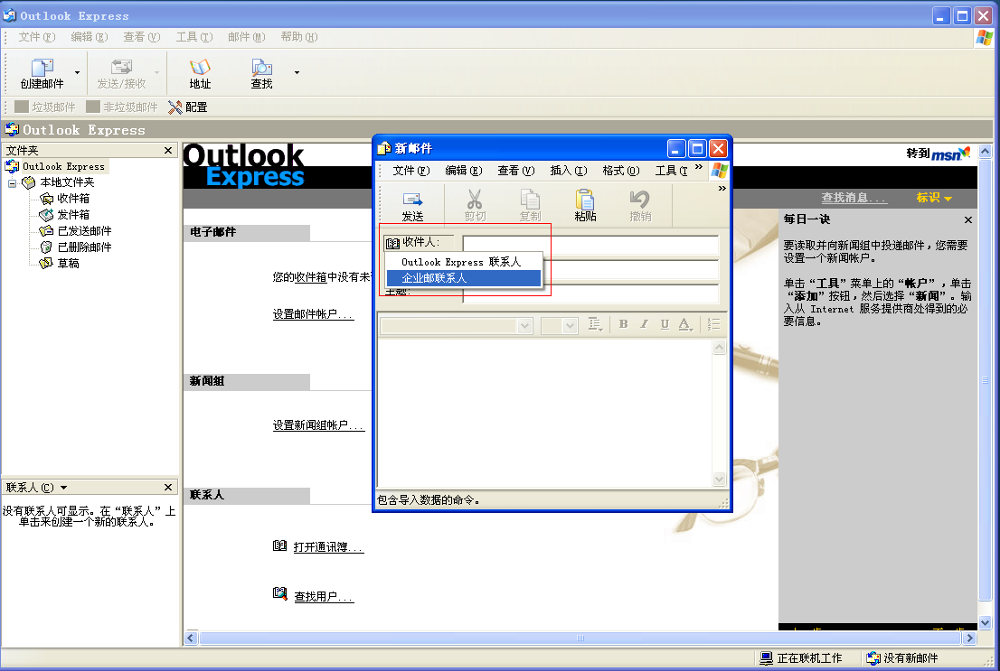 Outlook Express
文件(F) 编辑(E) 查看(V) 工具(T) 邮件(M) 帮助(H)
创建邮件 发送/接收 地址 查找
垃圾邮件 非垃圾邮件 配置
Outlook Express
文件夹
Outlook Express
本地文件夹
收件箱
发件箱
已发送邮件
已删除邮件
草稿
联系人(C)
没有联系人可显示。在“联系人”上
单击来创建一个新的联系人。
Outlook
Express
转到msn
查找消息... 标识
电子邮件
您的收件箱中没有未
设置邮件帐户...
新闻组
设置新闻组帐户...
联系人
打开通讯簿...
查找用户...
新邮件
文件(F) 编辑(E) 查看(V) 插入(I) 格式(O) 工具(T »
发送 剪切 复制 粘贴 撤销 »
收件人:
Outlook Express 联系人
企业邮联系人
主题:
B I U A
包含导入数据的命令。
每日一诀
要读取并向新闻组中投递邮件，您需要
设置一个新闻帐户。
单击“工具”菜单上的“帐户”，单击
“添加”按钮，然后选择“新闻”。输
入从 Internet 服务提供商处得到的必
要信息。
正在联机工作 没有新邮件